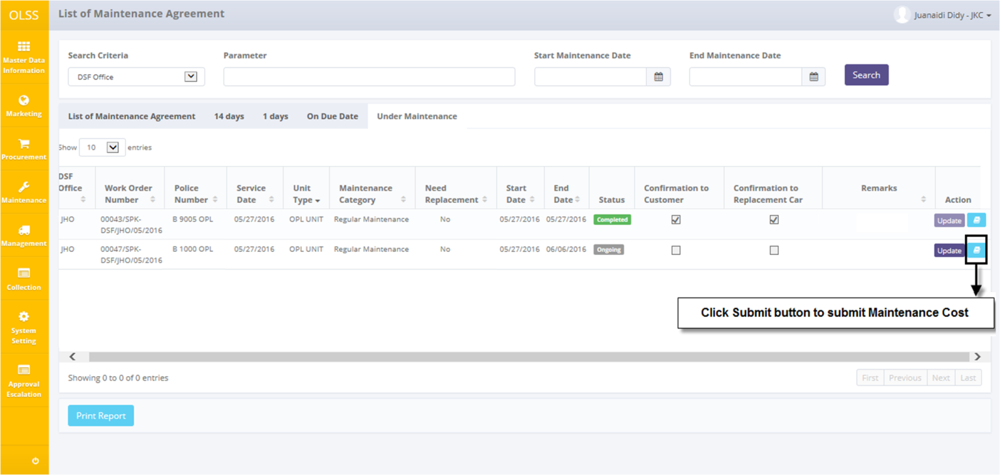 OLSS
List of Maintenance Agreement
Juanaidi Didy - JKC
Master Data
Information
Marketing
Procurement
Maintenance
Management
Collection
System
Setting
Approval
Escalation
Search Criteria
Parameter
Start Maintenance Date
End Maintenance Date
DSF Office
Search
List of Maintenance Agreement
14 days
1 days
On Due Date
Under Maintenance
Show 10 entries
DSF
Office
Work Order
Number
Police
Number
Service
Date
Unit
Type
Maintenance
Category
Need
Replacement
Start
Date
End
Date
Status
Confirmation to
Customer
Confirmation to
Replacement Car
Remarks
Action
JHO
00043/SPK-
DSF/JHO/05/2016
B 9005 OPL
05/27/2016
OPL UNIT
Regular Maintenance
No
05/27/2016
05/27/2016
Completed
Update
JHO
00047/SPK-
DSF/JHO/05/2016
B 1000 OPL
05/27/2016
OPL UNIT
Regular Maintenance
No
05/27/2016
06/06/2016
Ongoing
Update
Click Submit button to submit Maintenance Cost
Showing 0 to 0 of 0 entries
First
Previous
Next
Last
Print Report